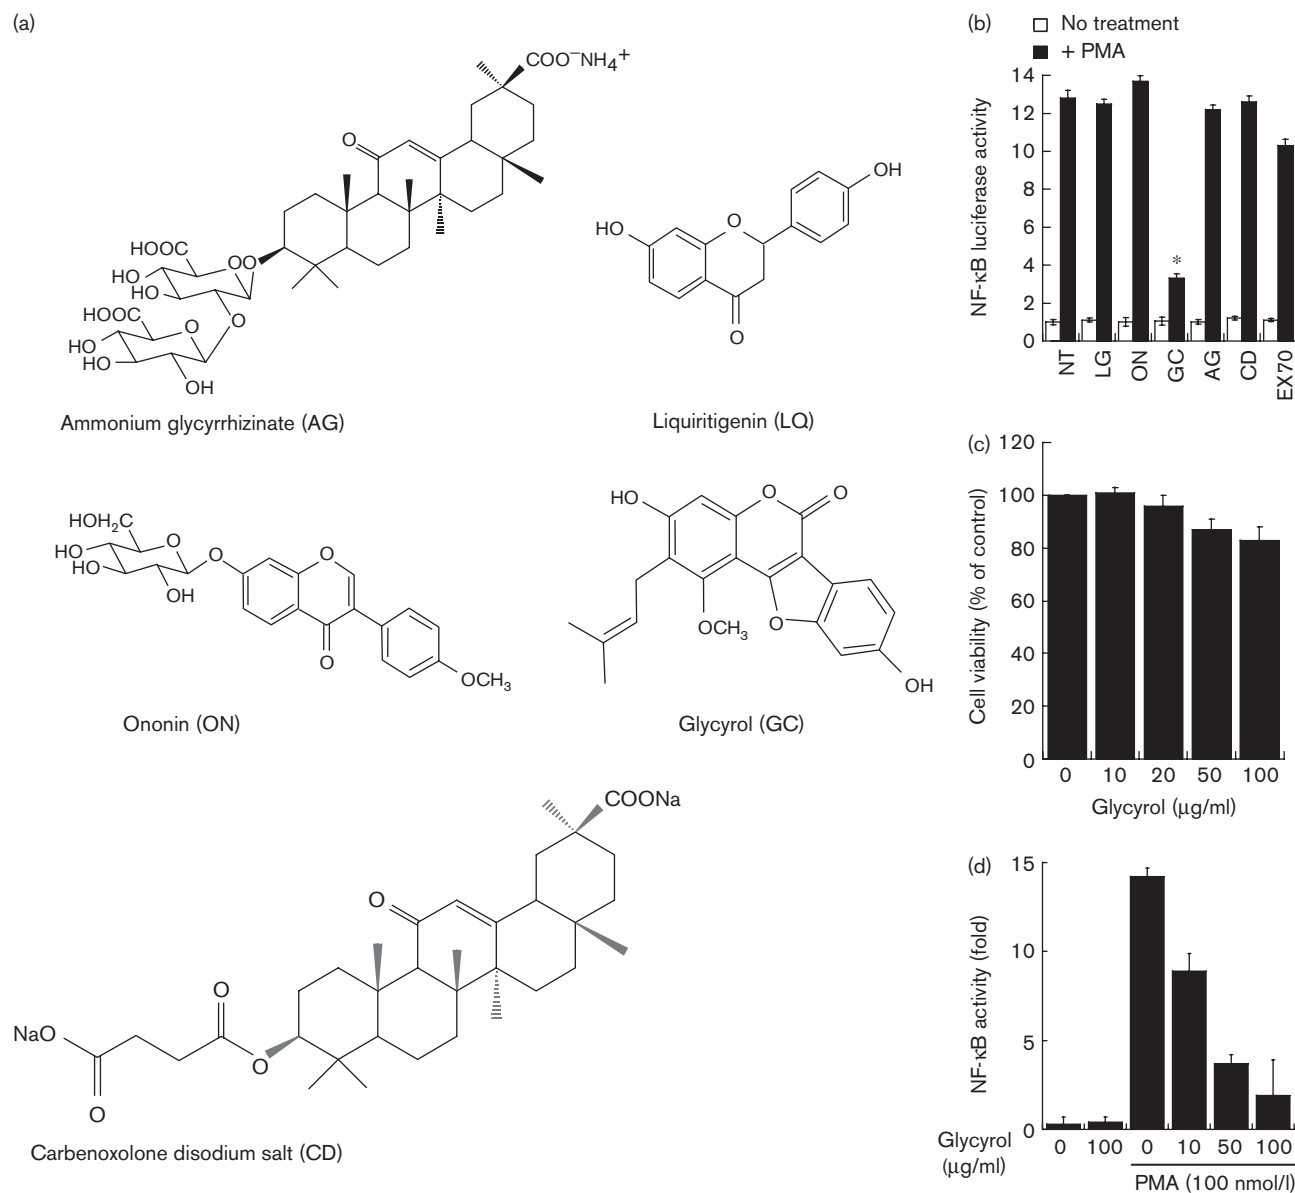 (a)
COO⁻NH₄⁺
O
HOOC
HO
HO
O
O
O
HOOC
HO
HO
O
O
OH
Ammonium glycyrrhizinate (AG)
OH
HO
O
O
Liquiritigenin (LQ)
HOH₂C
HO
HO
O
O
OH
O
O
OCH₃
Ononin (ON)
HO
O
O
OCH₃
O
OH
Glycyrol (GC)
COONa
O
O
NaO
O
O
Carbenoxolone disodium salt (CD)
(b)
No treatment
+ PMA
NF-κB luciferase activity
14
12
10
8
6
4
2
0
*
NT
LG
ON
GC
AG
CD
EX70
(c)
Cell viability (% of control)
120
100
80
60
40
20
0
0 10 20 50 100
Glycyrol (μg/ml)
(d)
NF-κB activity (fold)
15
10
5
0
Glycyrol
(μg/ml)
0 100 0 10 50 100
PMA (100 nmol/l)